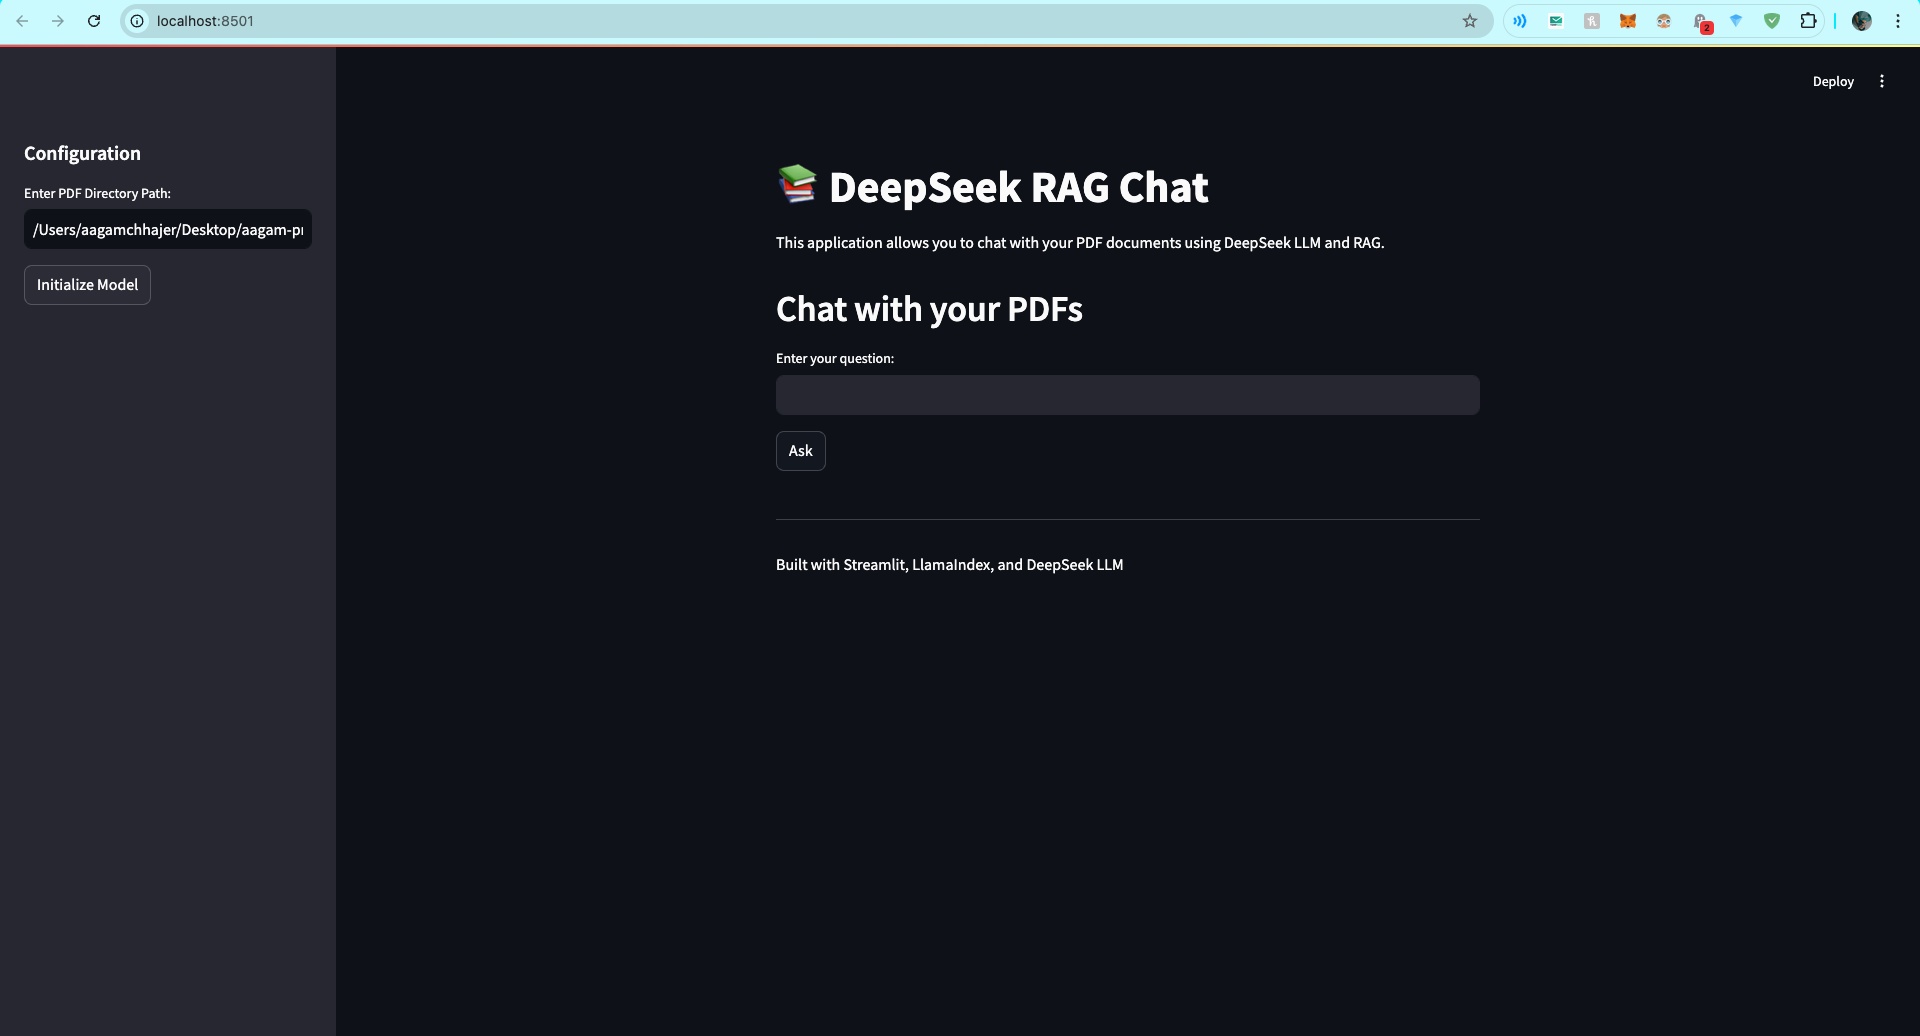 localhost:8501
2
Deploy
Configuration
Enter PDF Directory Path:
/Users/aagamchhajer/Desktop/aagam-pr
Initialize Model
DeepSeek RAG Chat
This application allows you to chat with your PDF documents using DeepSeek LLM and RAG.
Chat with your PDFs
Enter your question:
Ask
Built with Streamlit, LlamaIndex, and DeepSeek LLM